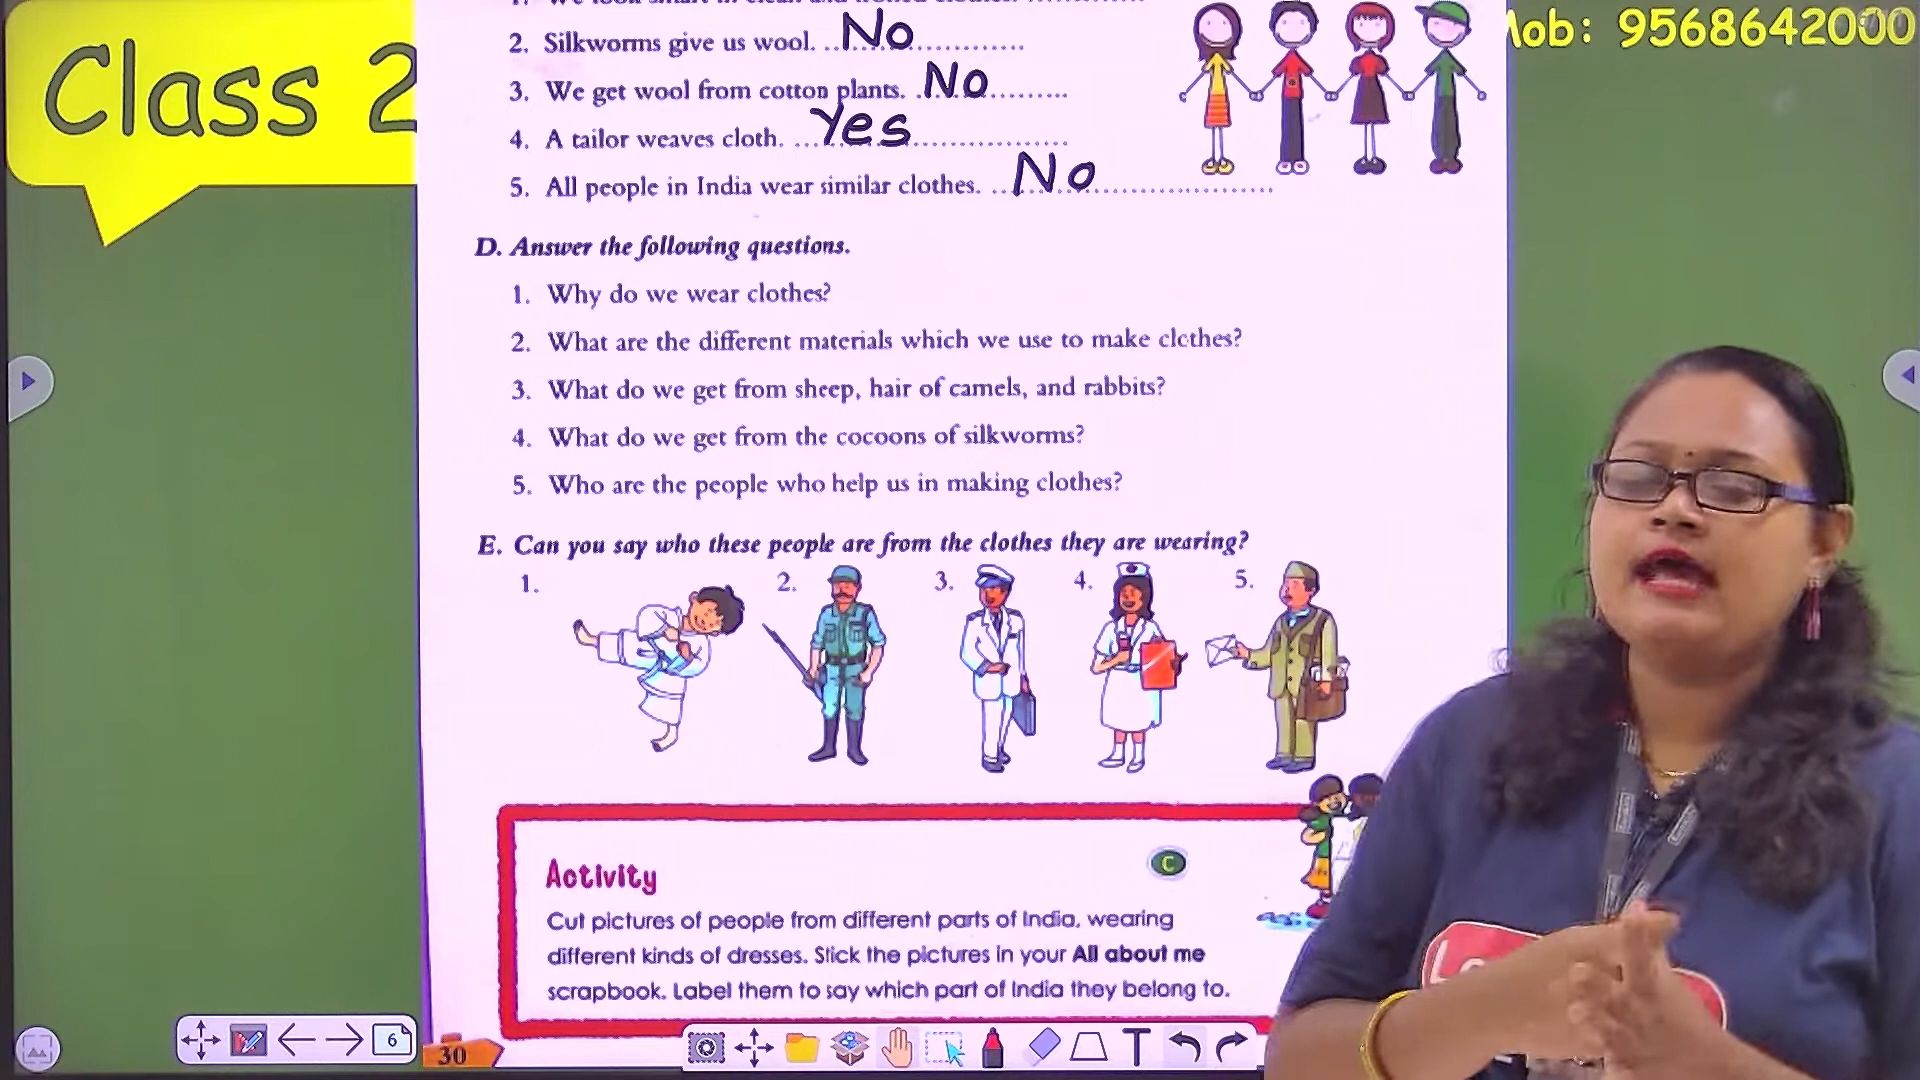 Class 2
Mob: 9568642000
2. Silkworms give us wool. No
3. We get wool from cotton plants. No
4. A tailor weaves cloth. Yes
5. All people in India wear similar clothes. No
D. Answer the following questions.
1. Why do we wear clothes?
2. What are the different materials which we use to make clothes?
3. What do we get from sheep, hair of camels, and rabbits?
4. What do we get from the cocoons of silkworms?
5. Who are the people who help us in making clothes?
E. Can you say who these people are from the clothes they are wearing?
1. 2. 3. 4. 5.
Activity
C
Cut pictures of people from different parts of India, wearing
different kinds of dresses. Stick the pictures in your All about me
scrapbook. Label them to say which part of India they belong to.
6
30
T